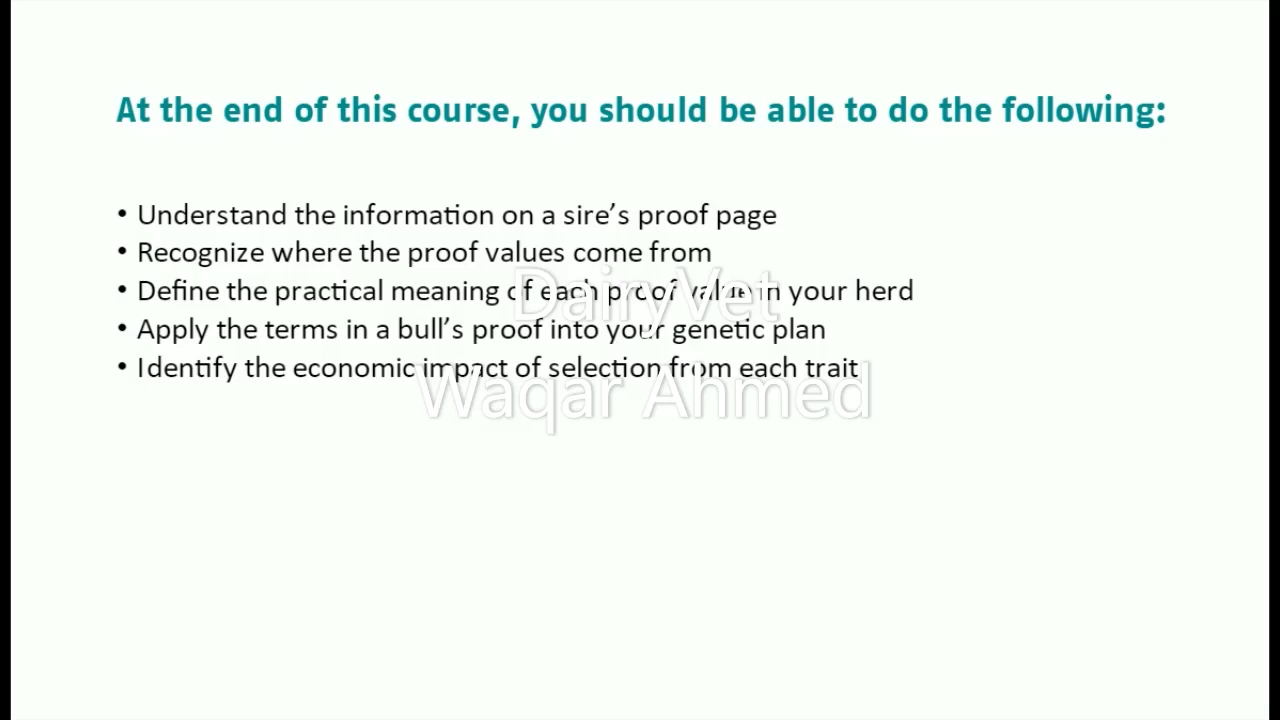 At the end of this course, you should be able to do the following:
• Understand the information on a sire’s proof page
• Recognize where the proof values come from
• Define the practical meaning of each proof value in your herd
• Apply the terms in a bull’s proof into your genetic plan
• Identify the economic impact of selection from each trait
DairyVet
Waqar Ahmed